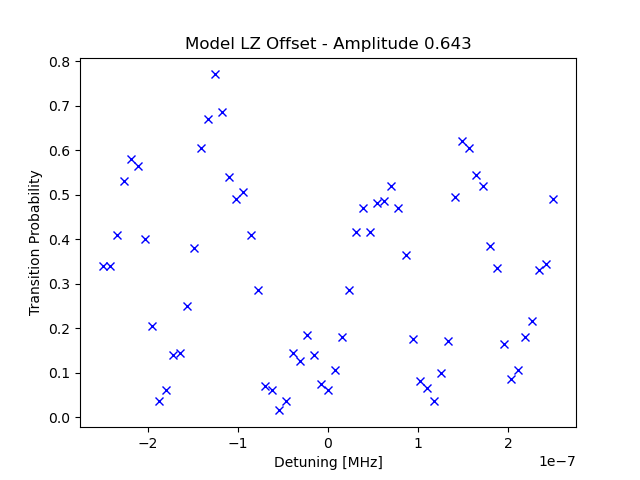 Model LZ Offset - Amplitude 0.643
0.8
0.7
0.6
0.5
0.4
0.3
0.2
0.1
0.0
Transition Probability
−2 −1 0 1 2
1e−7
Detuning [MHz]